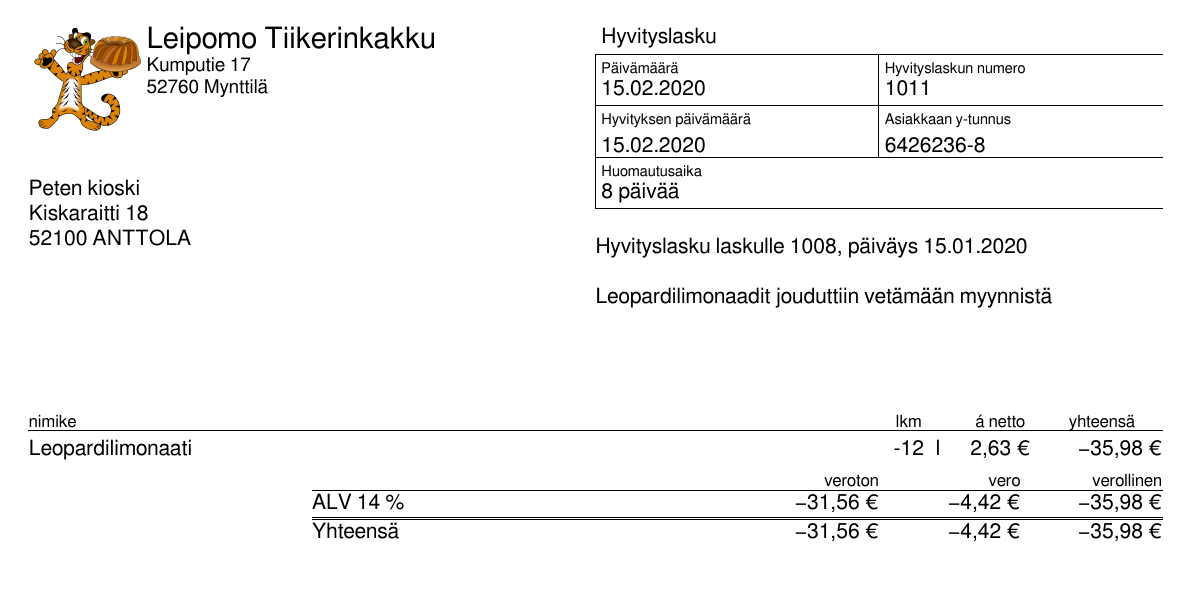 Leipomo Tiikerinkakku
Kumputie 17
52760 Mynttilä
Peten kioski
Kiskaraitti 18
52100 ANTTOLA
Hyvityslasku
Päivämäärä
15.02.2020
Hyvityslaskun numero
1011
Hyvityksen päivämäärä
15.02.2020
Asiakkaan y-tunnus
6426236-8
Huomautusaika
8 päivää
Hyvityslasku laskulle 1008, päiväys 15.01.2020
Leopardilimonaadit jouduttiin vetämään myynnistä
nimike lkm á netto yhteensä
Leopardilimonaati -12 l 2,63 € −35,98 €
veroton vero verollinen
ALV 14 % −31,56 € −4,42 € −35,98 €
Yhteensä −31,56 € −4,42 € −35,98 €